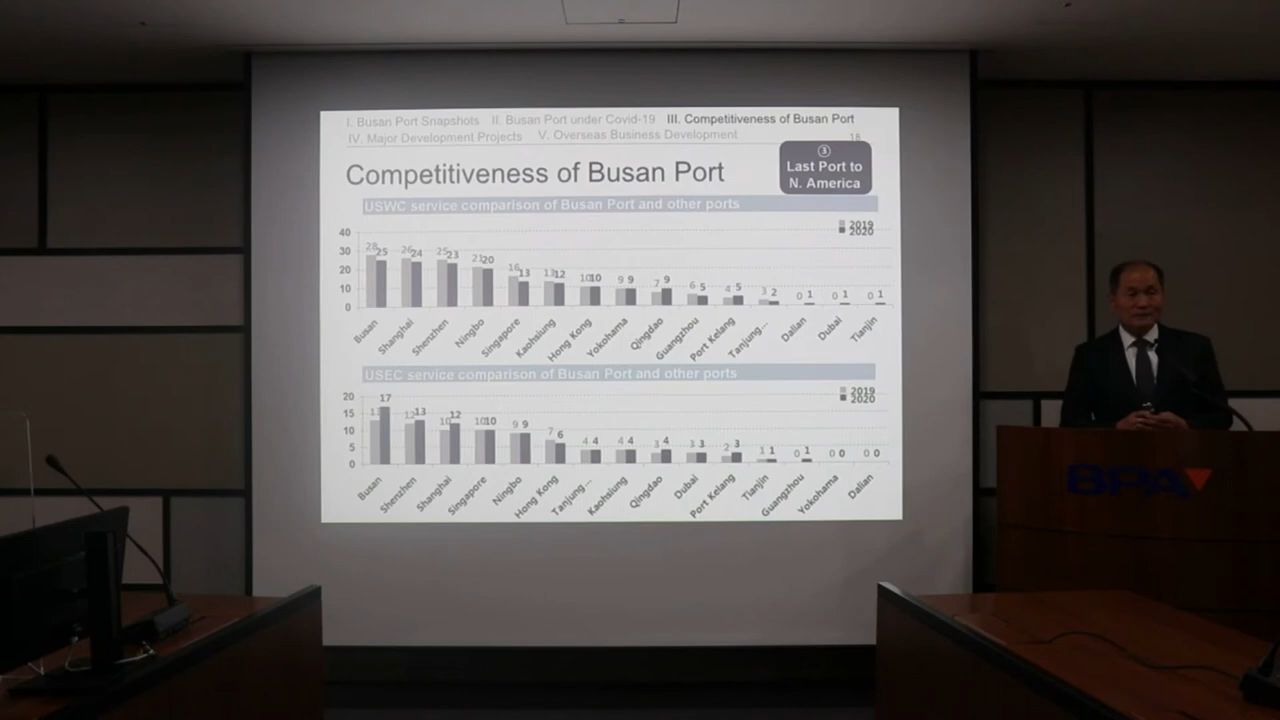 I. Busan Port Snapshots II. Busan Port under Covid-19 III. Competitiveness of Busan Port
IV. Major Development Projects V. Overseas Business Development
18
Competitiveness of Busan Port
③
Last Port to
N. America
USWC service comparison of Busan Port and other ports
2019
2020
40
30
20
10
0
28 25 26 24 25 23 21 20 16 13 13 12 10 10 9 9 7 9 6 5 4 5 3 2 0 1 0 1 0 1
Busan Shanghai Shenzhen Ningbo Singapore Kaohsiung Hong Kong Yokohama Qingdao Guangzhou Port Kelang Tanjung... Dalian Dubai Tianjin
USEC service comparison of Busan Port and other ports
2019
2020
20
15
10
5
0
13 17 12 13 10 12 10 10 9 9 7 6 4 4 4 4 3 4 3 3 2 3 1 1 0 1 0 0 0 0
Busan Shenzhen Shanghai Singapore Ningbo Hong Kong Tanjung... Kaohsiung Qingdao Dubai Port Kelang Tianjin Guangzhou Yokohama Dalian
BPA